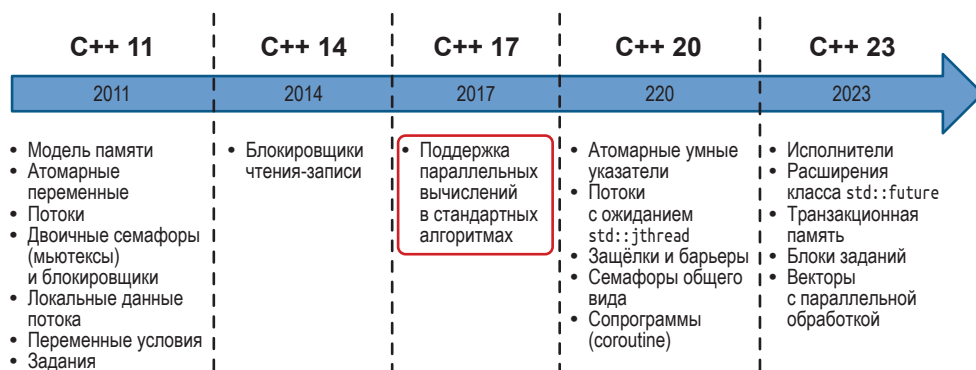 C++ 11
C++ 14
C++ 17
C++ 20
C++ 23
2011
2014
2017
220
2023
• Модель памяти
• Атомарные
переменные
• Потоки
• Двоичные семафоры
(мьютексы)
и блокировщики
• Локальные данные
потока
• Переменные условия
• Задания
• Блокировщики
чтения-записи
• Поддержка
параллельных
вычислений
в стандартных
алгоритмах
• Атомарные умные
указатели
• Потоки
с ожиданием
std::jthread
• Защёлки и барьеры
• Семафоры общего
вида
• Сопрограммы
(coroutine)
• Исполнители
• Расширения
класса std::future
• Транзакционная
память
• Блоки заданий
• Векторы
с параллельной
обработкой